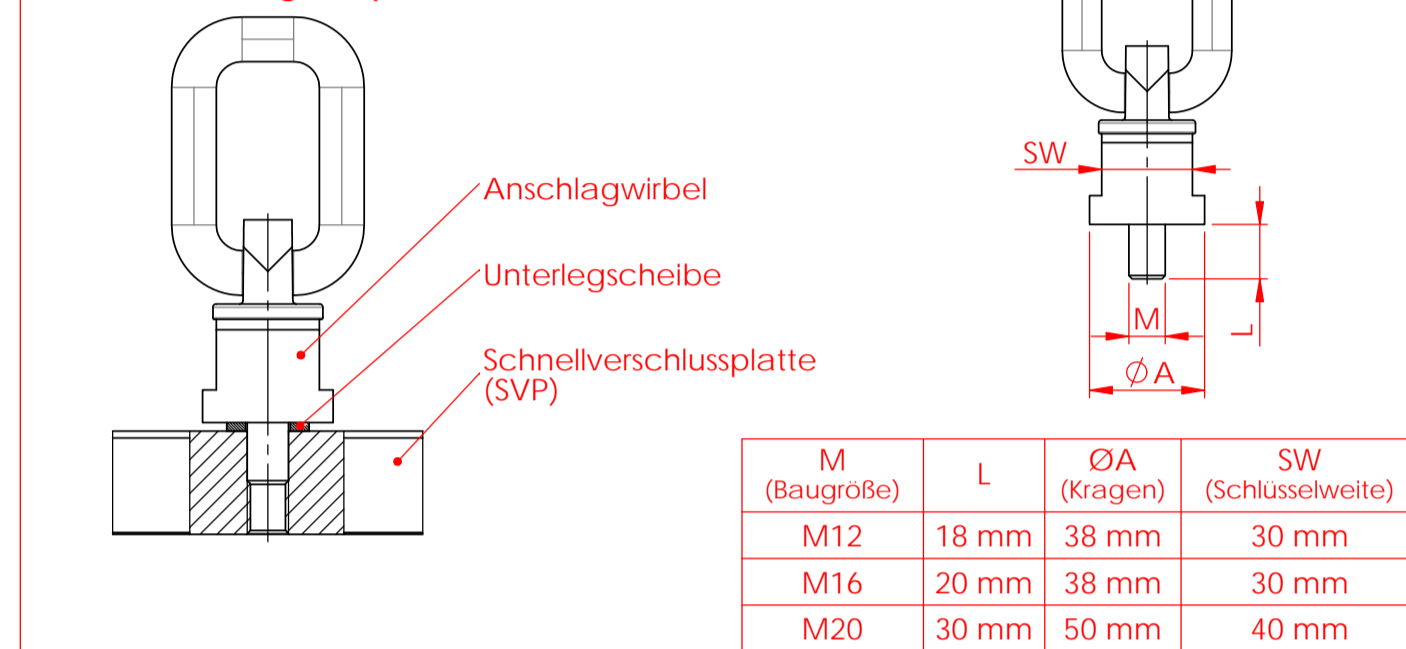 Anschlagwirbel
Unterlegscheibe
Schnellverschlussplatte
(SVP)
SW
M
L
ØA
M L ØA SW
(Baugröße) (Kragen) (Schlüsselweite)
M12 18 mm 38 mm 30 mm
M16 20 mm 38 mm 30 mm
M20 30 mm 50 mm 40 mm